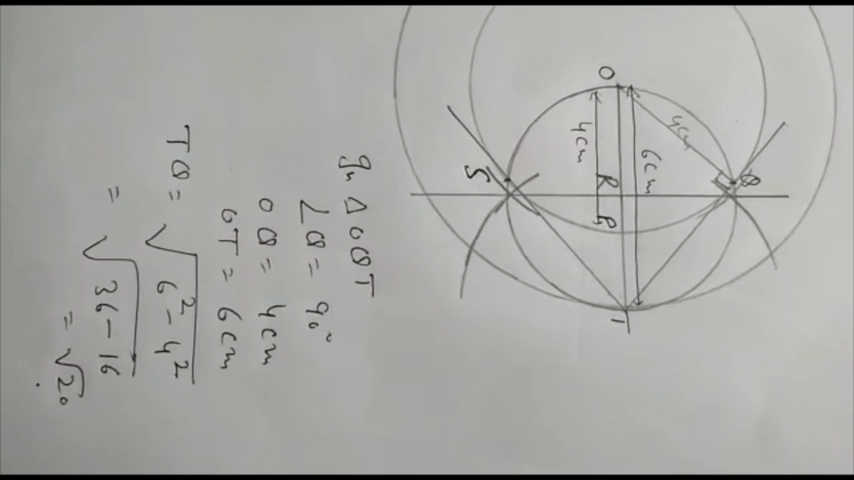 O
4cm
4cm
6cm
S
R
Q
P
T
In Δ OQT
∠Q = 90°
OQ = 4cm
OT = 6cm
TQ = √6² - 4²
= √36 - 16
= √20